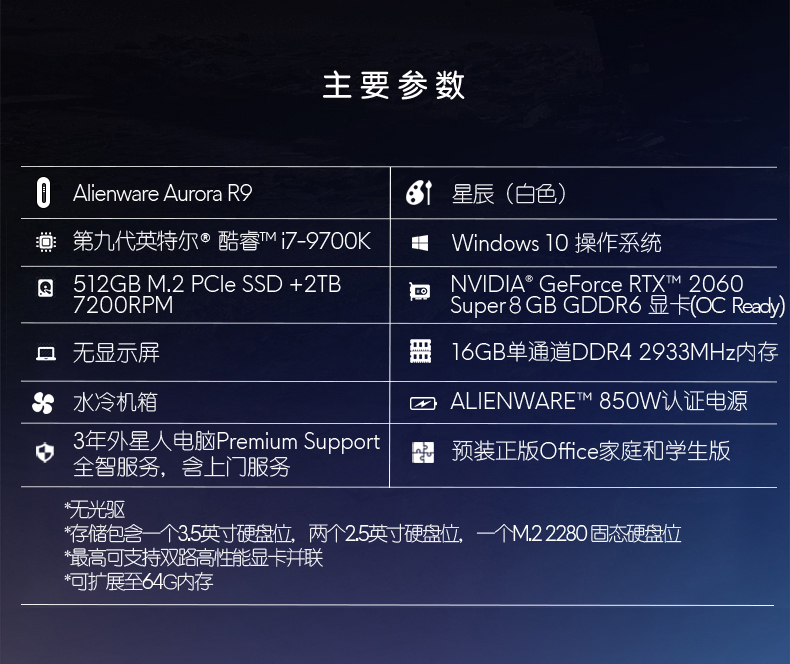 主要参数
Alienware Aurora R9
星辰（白色）
第九代英特尔® 酷睿™ i7-9700K
Windows 10 操作系统
512GB M.2 PCIe SSD +2TB
7200RPM
NVIDIA® GeForce RTX™ 2060
Super 8 GB GDDR6 显卡(OC Ready)
无显示屏
16GB单通道DDR4 2933MHz内存
水冷机箱
ALIENWARE™ 850W认证电源
3年外星人电脑Premium Support
全智服务，含上门服务
预装正版Office家庭和学生版
*无光驱
*存储包含一个3.5英寸硬盘位，两个2.5英寸硬盘位，一个M.2 2280 固态硬盘位
*最高可支持双路高性能显卡并联
*可扩展至64G内存